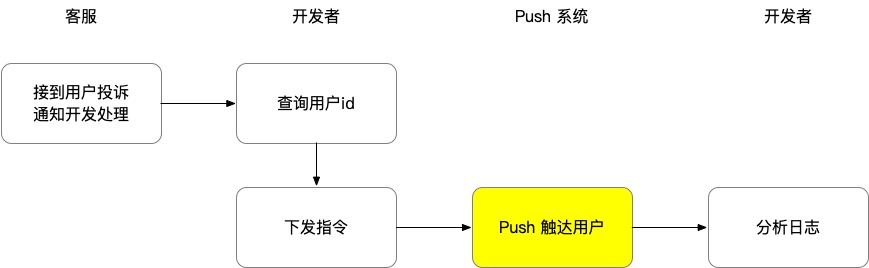 客服
开发者
Push 系统
开发者
接到用户投诉
通知开发处理
查询用户id
下发指令
Push 触达用户
分析日志